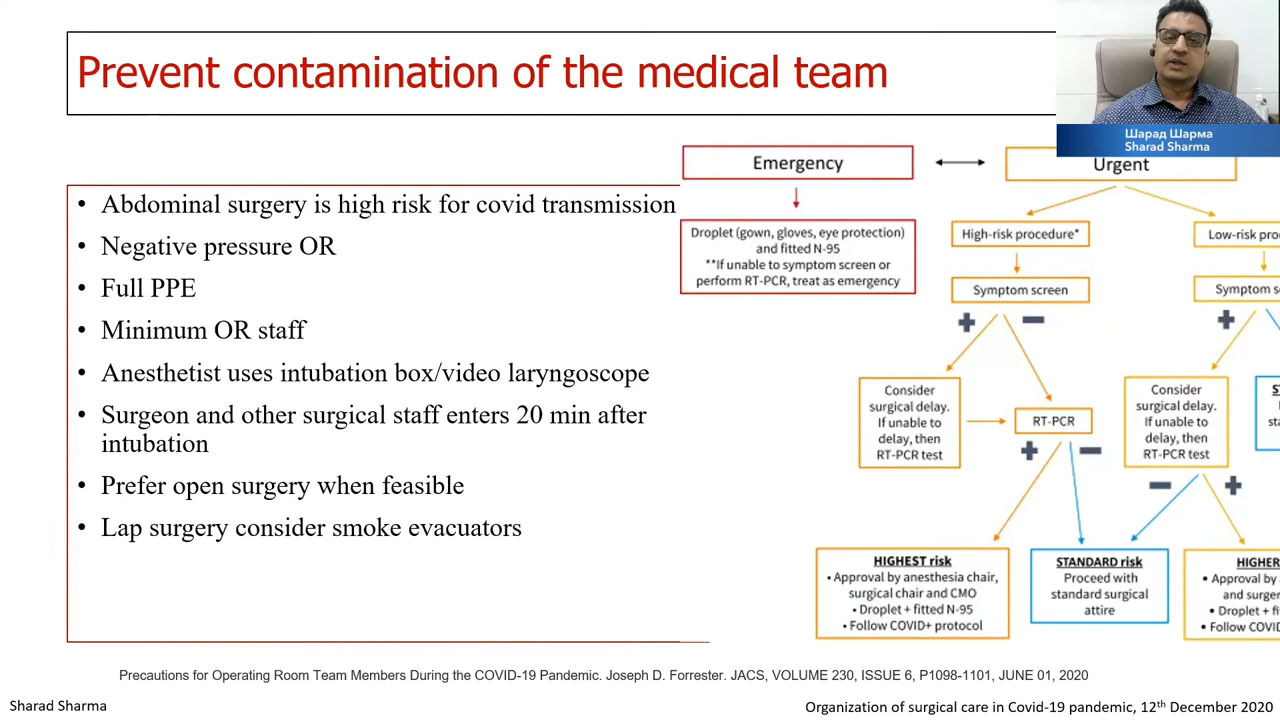 Prevent contamination of the medical team
Шарад Шарма
Sharad Sharma
• Abdominal surgery is high risk for covid transmission
• Negative pressure OR
• Full PPE
• Minimum OR staff
• Anesthetist uses intubation box/video laryngoscope
• Surgeon and other surgical staff enters 20 min after
intubation
• Prefer open surgery when feasible
• Lap surgery consider smoke evacuators
Emergency
Urgent
Droplet (gown, gloves, eye protection)
and fitted N-95
**If unable to symptom screen or
perform RT-PCR, treat as emergency
High-risk procedure*
Symptom screen
+ −
Consider
surgical delay.
If unable to
delay, then
RT-PCR test
RT-PCR
+ −
HIGHEST risk
• Approval by anesthesia chair,
surgical chair and CMO
• Droplet + fitted N-95
• Follow COVID+ protocol
STANDARD risk
Proceed with
standard surgical
attire
Low-risk
Symptom
+
Consider
surgical delay.
If unable to
delay, then
RT-PCR test
− +
HIGHER
• Approval by
and
• Droplet +
• Follow
Precautions for Operating Room Team Members During the COVID-19 Pandemic. Joseph D. Forrester. JACS, VOLUME 230, ISSUE 6, P1098-1101, JUNE 01, 2020
Sharad Sharma
Organization of surgical care in Covid-19 pandemic, 12th December 2020